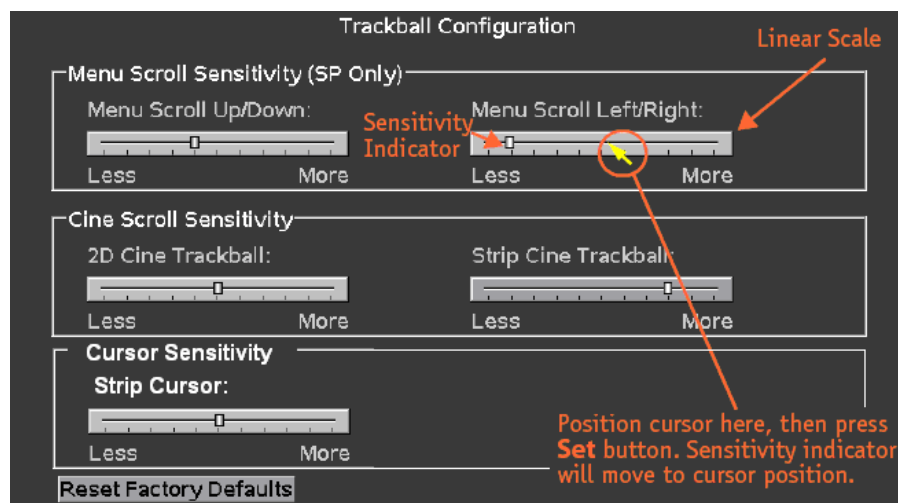 Trackball Configuration
Linear Scale
Menu Scroll Sensitivity (SP Only)
Menu Scroll Up/Down:
Menu Scroll Left/Right:
Sensitivity
Indicator
Less More
Less More
Cine Scroll Sensitivity
2D Cine Trackball:
Strip Cine Trackball:
Less More
Less More
Cursor Sensitivity
Strip Cursor:
Less More
Position cursor here, then press
Set button. Sensitivity indicator
will move to cursor position.
Reset Factory Defaults